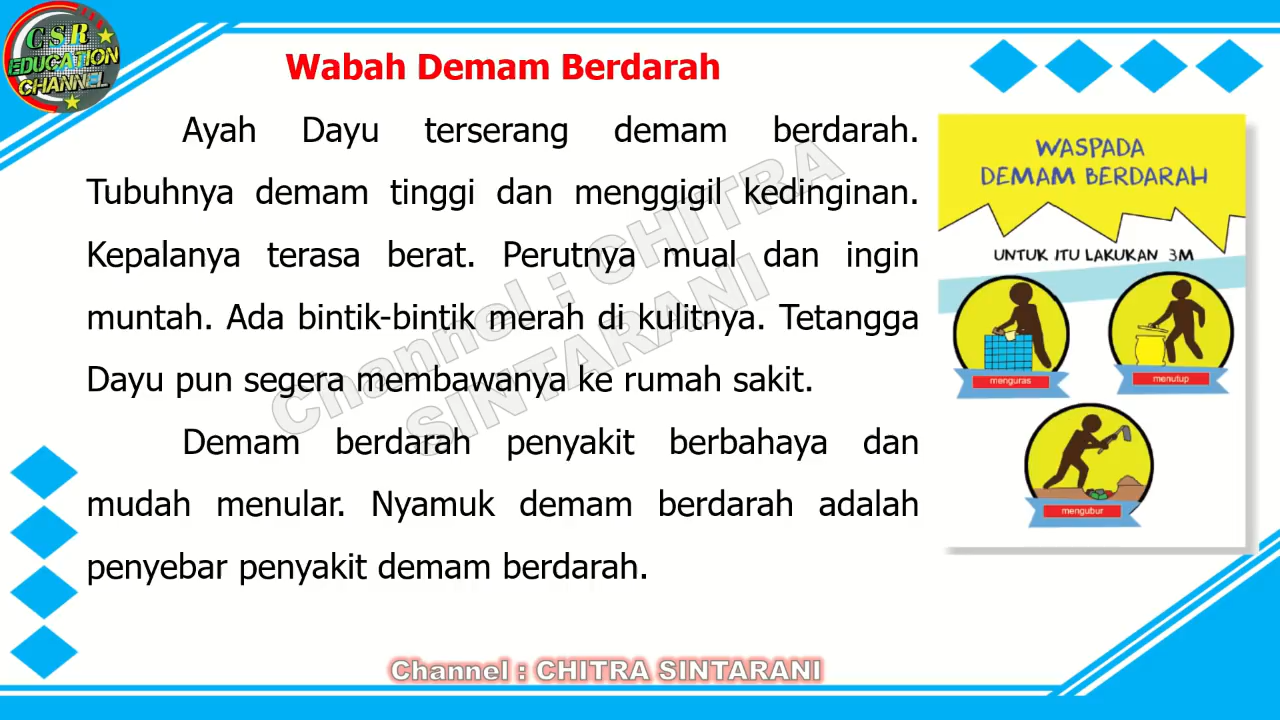 CSR
EDUCATION
CHANNEL
Wabah Demam Berdarah
Ayah Dayu terserang demam berdarah.
Tubuhnya demam tinggi dan menggigil kedinginan.
Kepalanya terasa berat. Perutnya mual dan ingin
muntah. Ada bintik-bintik merah di kulitnya. Tetangga
Dayu pun segera membawanya ke rumah sakit.
Demam berdarah penyakit berbahaya dan
mudah menular. Nyamuk demam berdarah adalah
penyebar penyakit demam berdarah.
Channel : CHITRA
SINTARANI
WASPADA
DEMAM BERDARAH
UNTUK ITU LAKUKAN 3M
menguras
menutup
mengubur
Channel : CHITRA SINTARANI